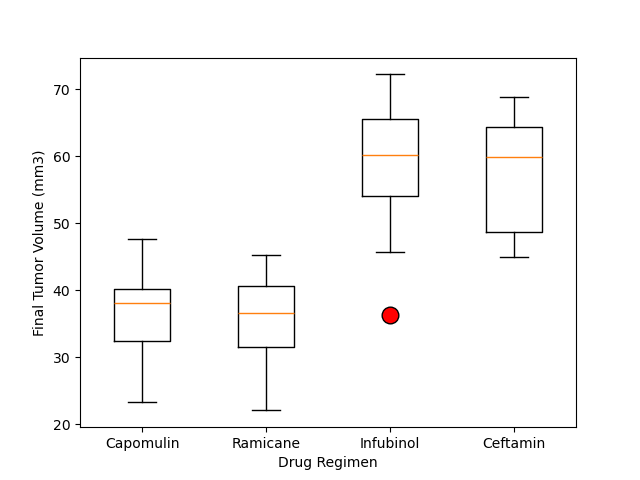 Final Tumor Volume (mm3)
70
60
50
40
30
20
Capomulin Ramicane Infubinol Ceftamin
Drug Regimen